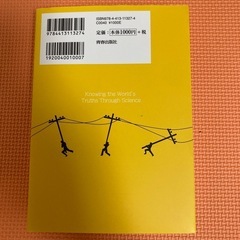 ISBN978-4-413-11327-4
C0040 ¥1000E
定価：本体1000円＋税
青春出版社
9784413113274
1920040010007
Knowing the World's
Truths Through Science